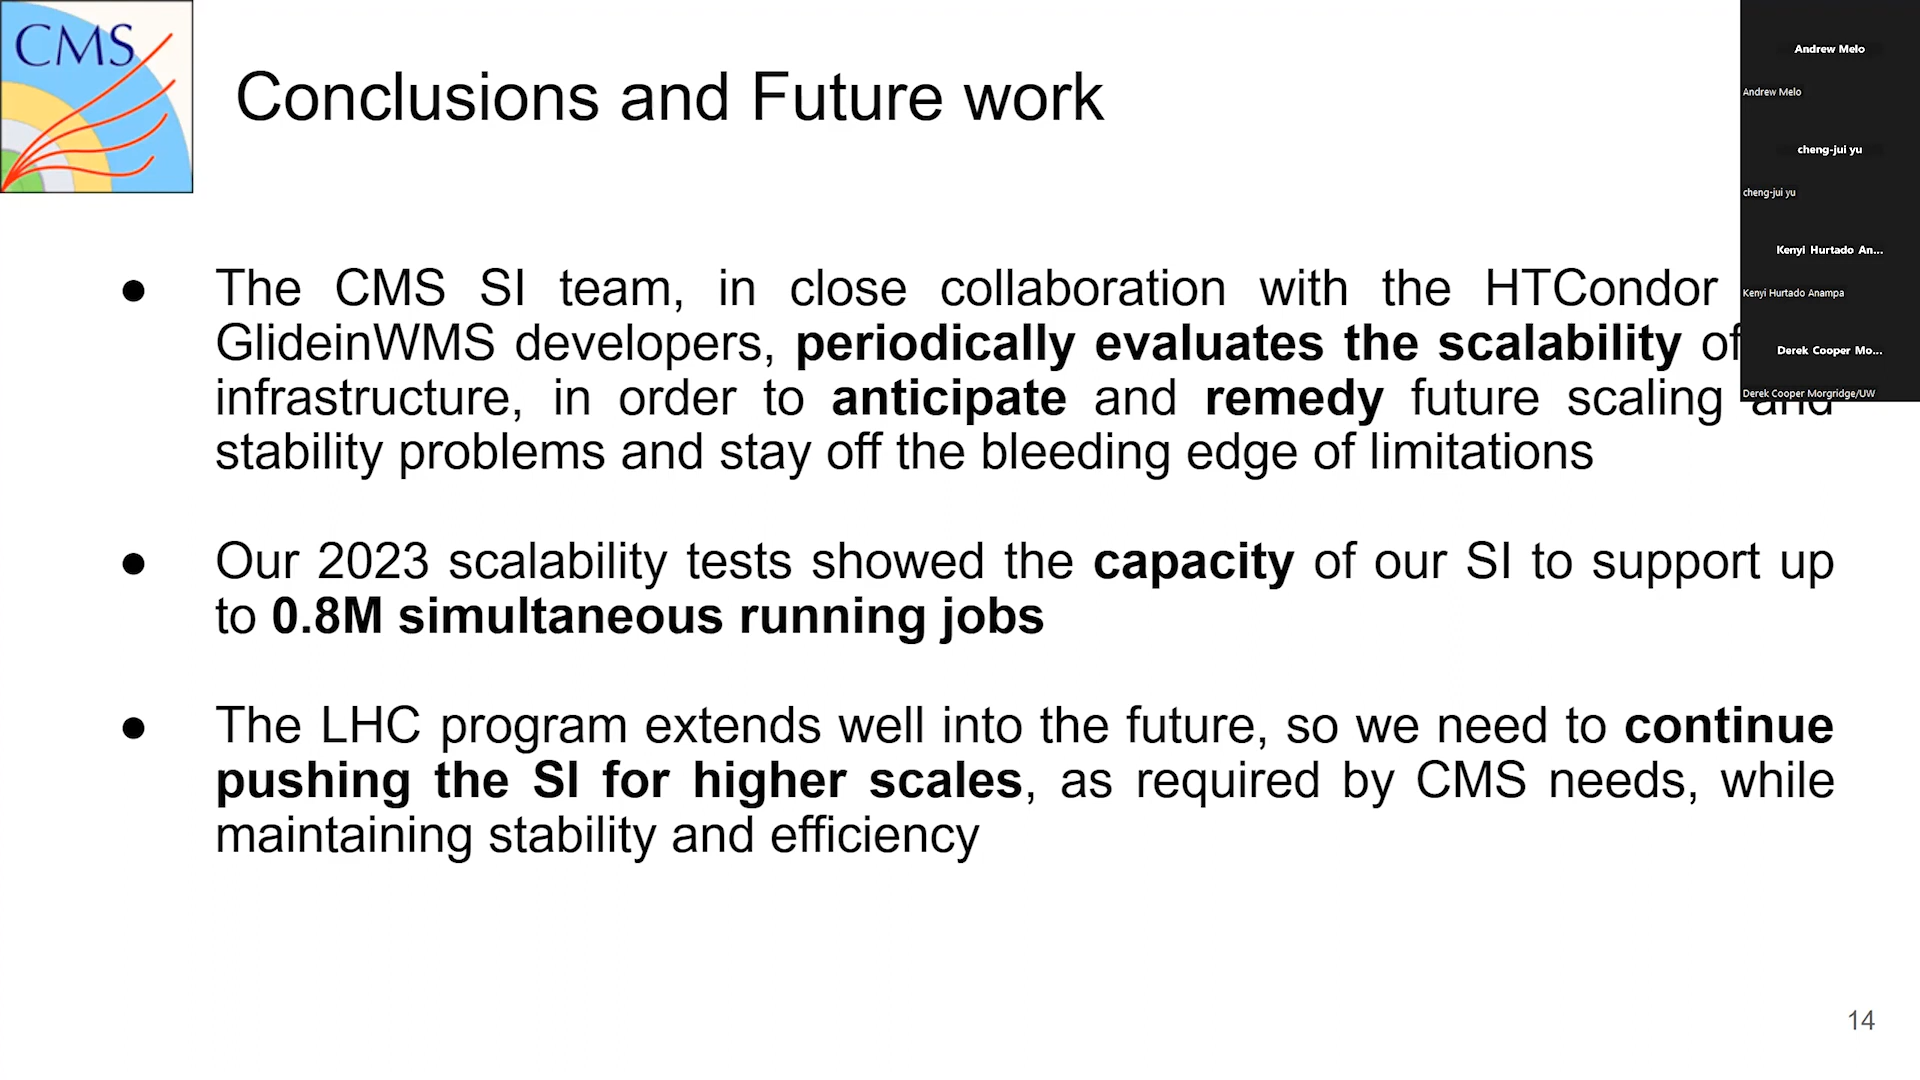 CMS
Conclusions and Future work
● The CMS SI team, in close collaboration with the HTCondor
GlideinWMS developers, periodically evaluates the scalability of
infrastructure, in order to anticipate and remedy future scaling and
stability problems and stay off the bleeding edge of limitations
● Our 2023 scalability tests showed the capacity of our SI to support up
to 0.8M simultaneous running jobs
● The LHC program extends well into the future, so we need to continue
pushing the SI for higher scales, as required by CMS needs, while
maintaining stability and efficiency
14
Andrew Melo
Andrew Melo
cheng-jui yu
cheng-jui yu
Kenyi Hurtado An...
Kenyi Hurtado Anampa
Derek Cooper Mo...
Derek Cooper Morgridge/UW